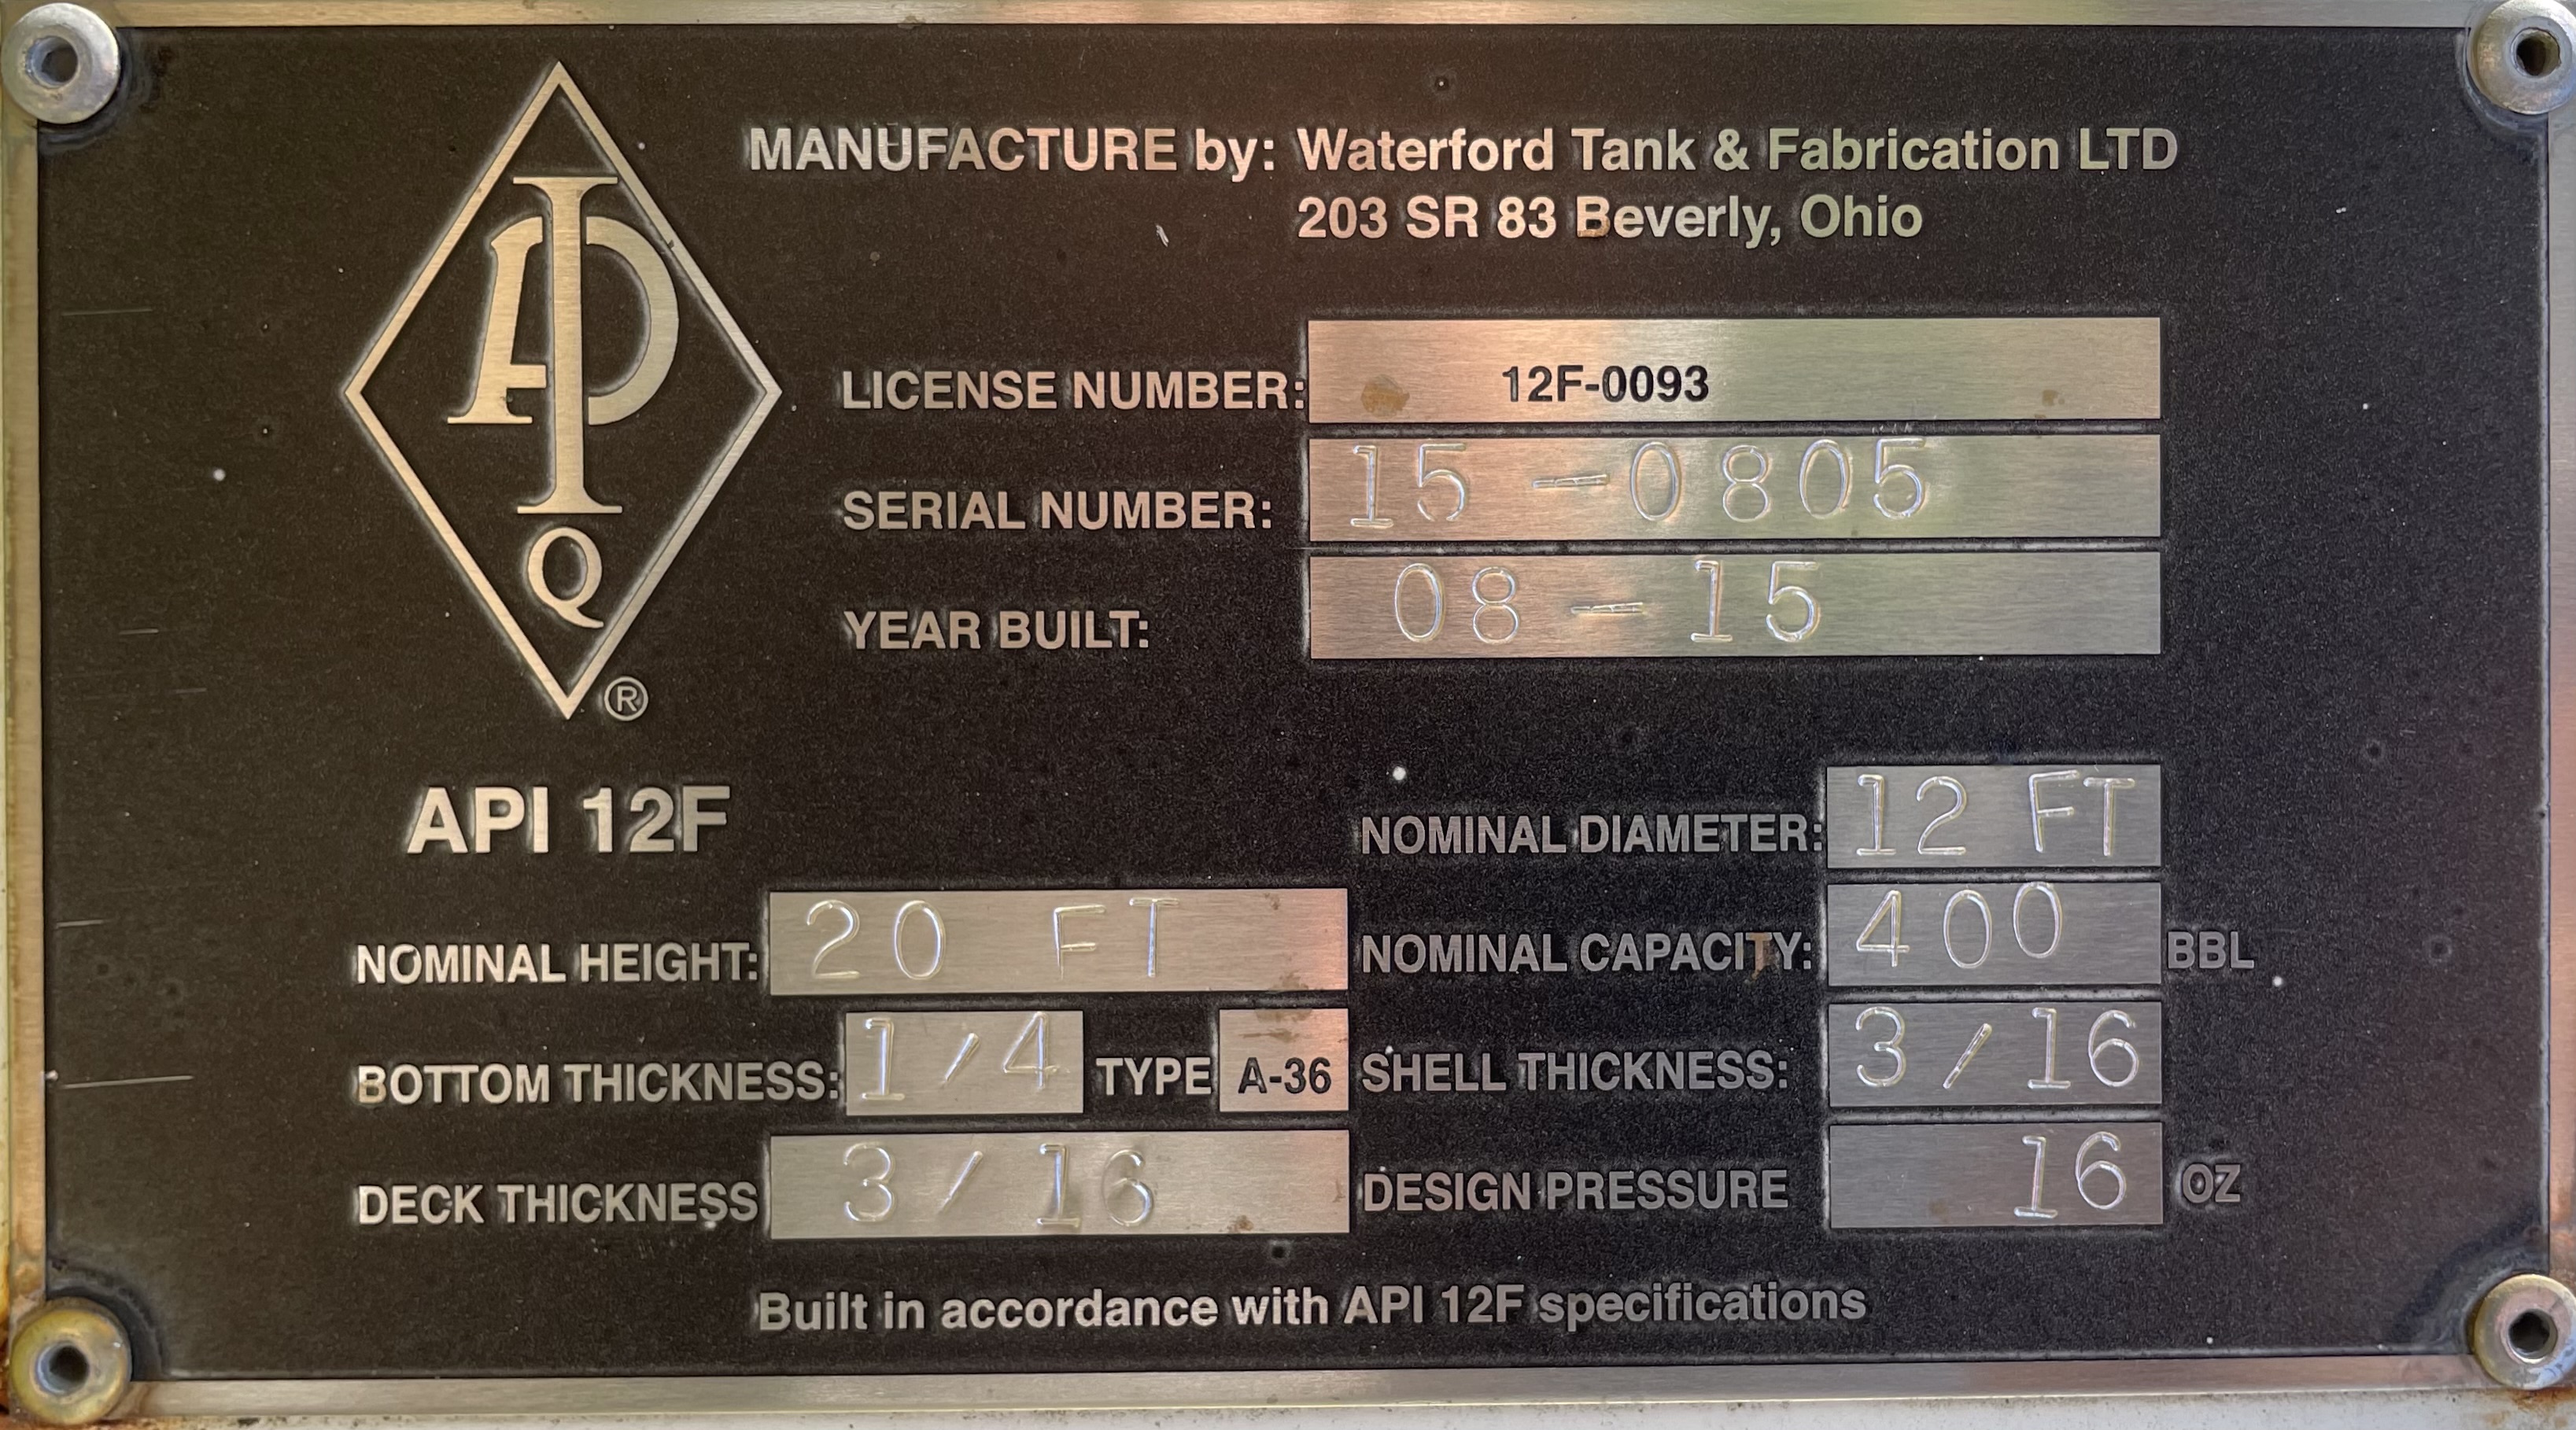 API
Q
®
MANUFACTURE by: Waterford Tank & Fabrication LTD
203 SR 83 Beverly, Ohio
LICENSE NUMBER: 12F-0093
SERIAL NUMBER: 15-0805
YEAR BUILT: 08-15
API 12F
NOMINAL DIAMETER: 12 FT
NOMINAL HEIGHT: 20 FT
NOMINAL CAPACITY: 400 BBL
BOTTOM THICKNESS: 1/4 TYPE A-36
SHELL THICKNESS: 3/16
DECK THICKNESS 3/16
DESIGN PRESSURE 16 OZ
Built in accordance with API 12F specifications